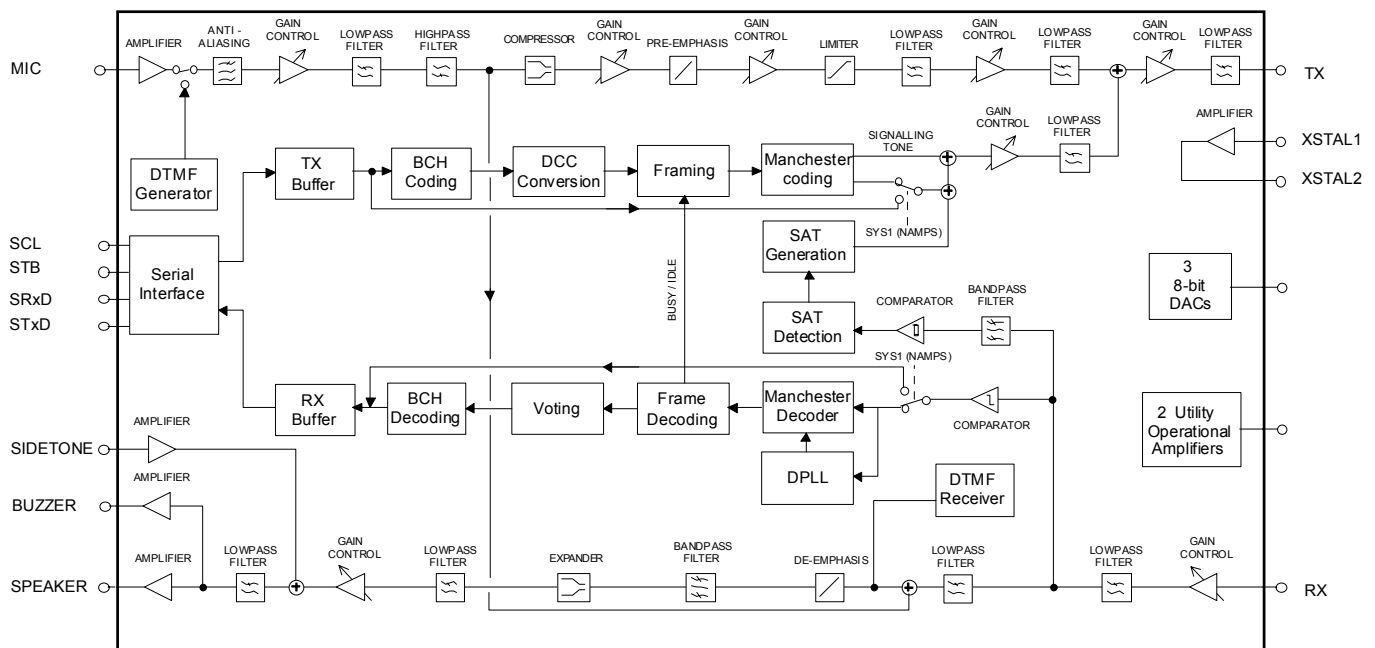 AMPLIFIER
ANTI -
ALIASING
GAIN
CONTROL
LOWPASS
FILTER
HIGHPASS
FILTER
COMPRESSOR
GAIN
CONTROL
PRE-EMPHASIS
GAIN
CONTROL
LIMITER
LOWPASS
FILTER
GAIN
CONTROL
LOWPASS
FILTER
GAIN
CONTROL
LOWPASS
FILTER
MIC
TX
DTMF
Generator
TX
Buffer
BCH
Coding
DCC
Conversion
Framing
Manchester
coding
SIGNALLING
TONE
GAIN
CONTROL
LOWPASS
FILTER
AMPLIFIER
XSTAL1
XSTAL2
SYS1 (NAMPS)
SCL
STB
SRxD
STxD
Serial
Interface
BUSY / IDLE
SAT
Generation
SAT
Detection
COMPARATOR
BANDPASS
FILTER
3
8-bit
DACs
SYS1 (NAMPS)
RX
Buffer
BCH
Decoding
Voting
Frame
Decoding
Manchester
Decoder
COMPARATOR
2 Utility
Operational
Amplifiers
DPLL
DTMF
Receiver
SIDETONE
AMPLIFIER
BUZZER
SPEAKER
AMPLIFIER
LOWPASS
FILTER
GAIN
CONTROL
LOWPASS
FILTER
EXPANDER
BANDPASS
FILTER
DE-EMPHASIS
LOWPASS
FILTER
LOWPASS
FILTER
GAIN
CONTROL
RX